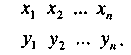 x₁ x₂ ... xₙ
y₁ y₂ ... yₙ.